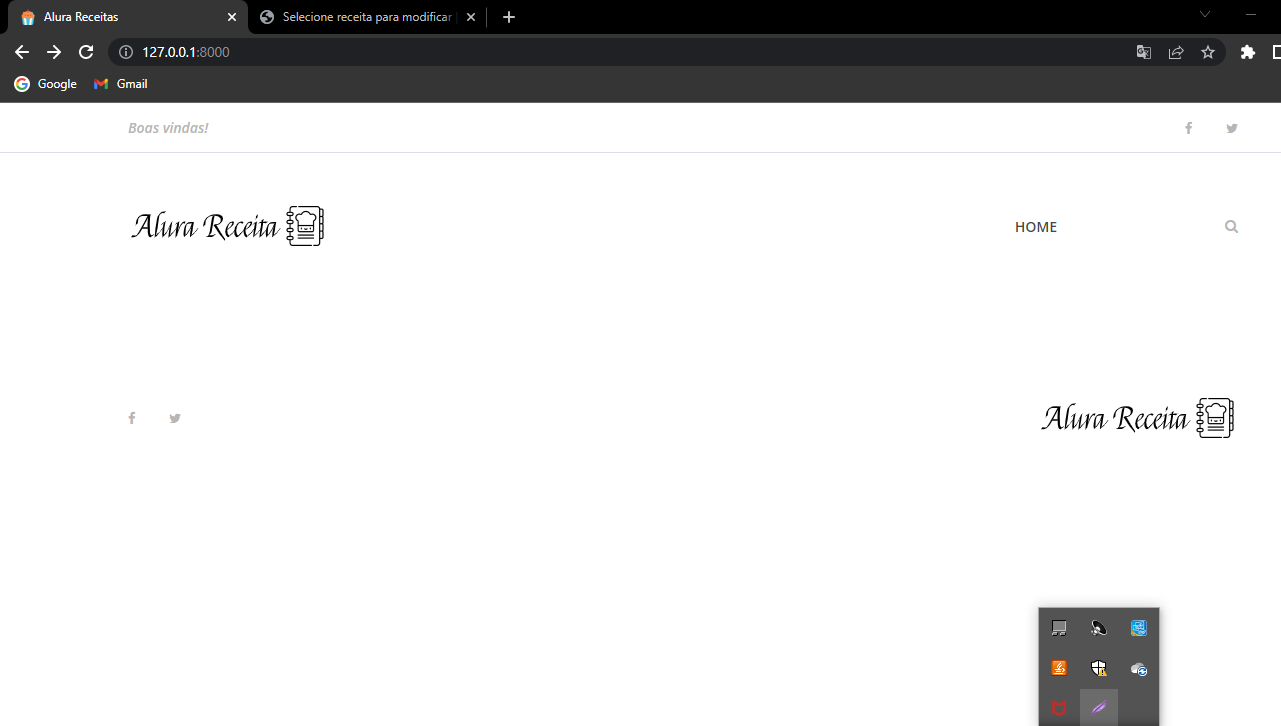 Alura Receitas
Selecione receita para modificar
127.0.0.1:8000
Google
Gmail
Boas vindas!
Alura Receita
HOME
Alura Receita